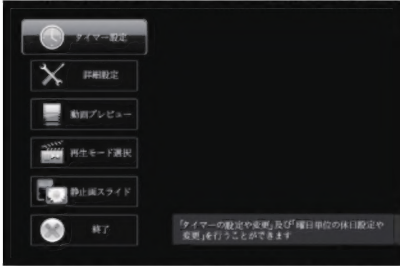 タイマー設定
詳細設定
動画プレビュー
再生モード選択
静止画スライド
終了
「タイマーの設定や変更」及び「曜日単位の休日設定や
変更」を行うことができます